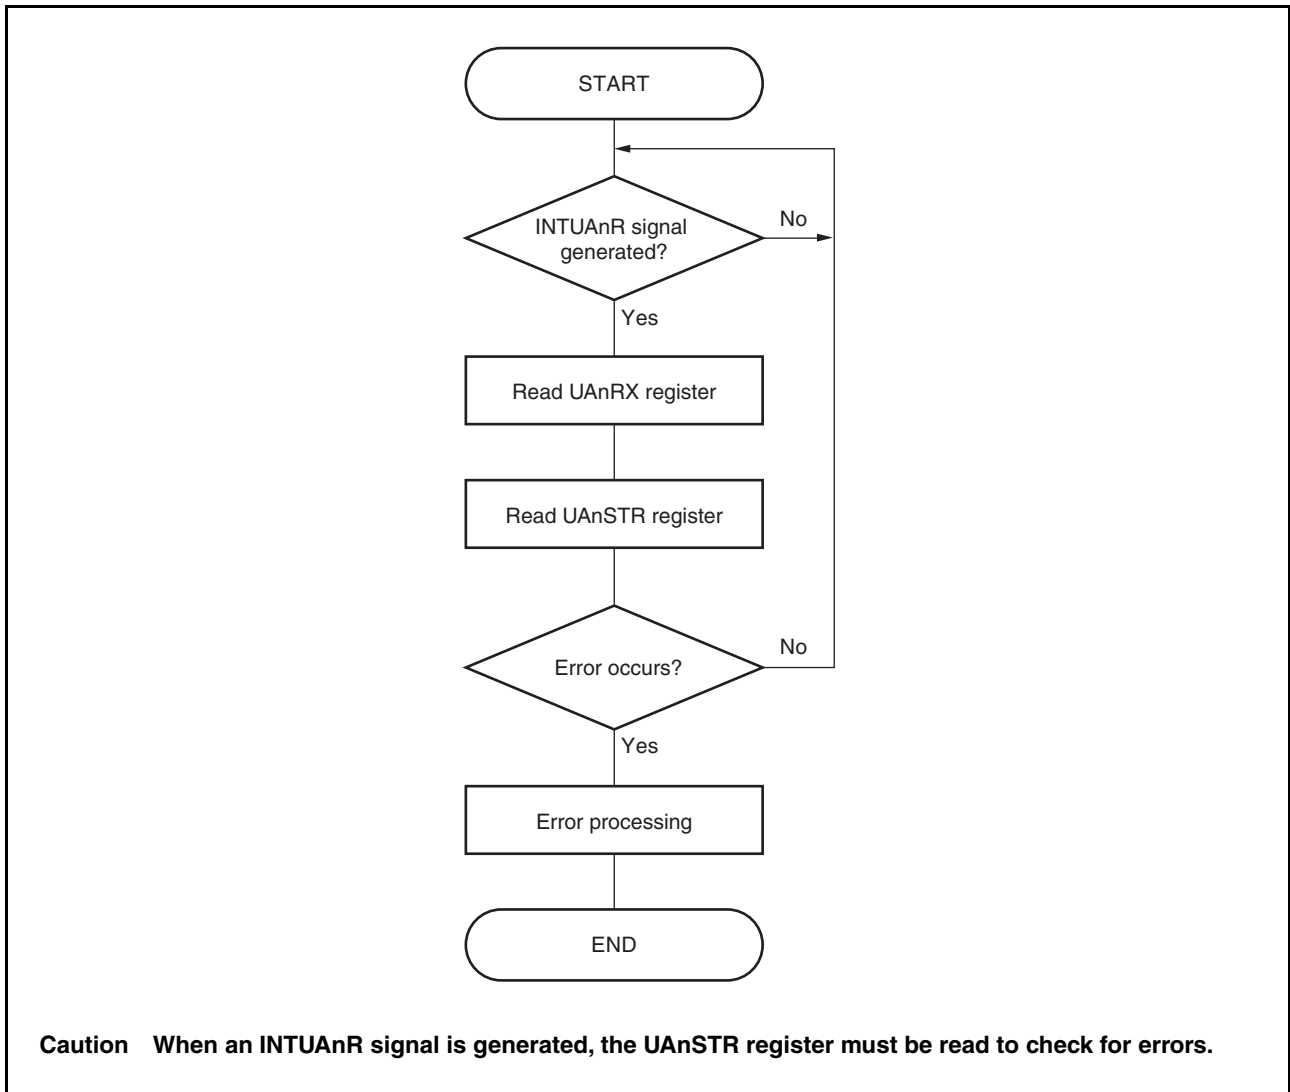 START
INTUAnR signal
generated?
No
Yes
Read UAnRX register
Read UAnSTR register
Error occurs?
No
Yes
Error processing
END
Caution When an INTUAnR signal is generated, the UAnSTR register must be read to check for errors.